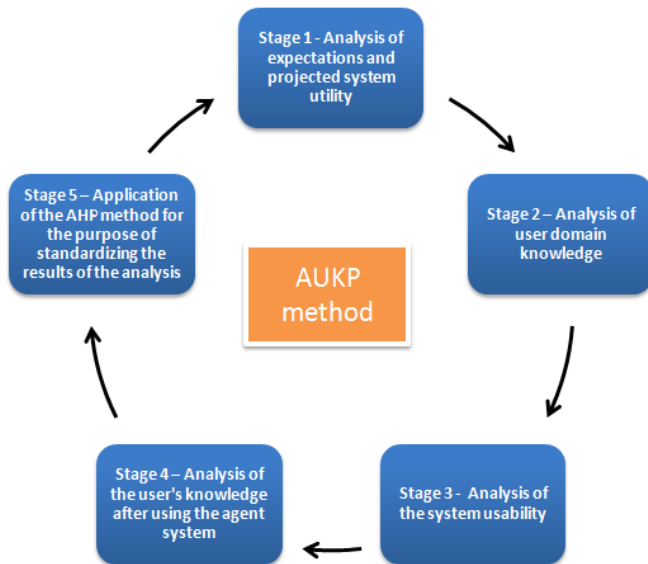 Stage 1 - Analysis of
expectations and
projected system
utility
Stage 2 – Analysis of
user domain
knowledge
Stage 3 - Analysis of
the system usability
Stage 4 – Analysis of
the user's knowledge
after using the agent
system
Stage 5 – Application
of the AHP method for
the purpose of
standardizing the
results of the analysis
AUKP
method